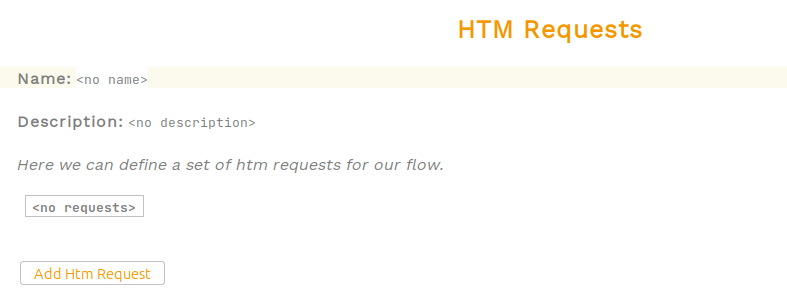 HTM Requests
Name: <no name>
Description: <no description>
Here we can define a set of htm requests for our flow.
<no requests>
Add Htm Request